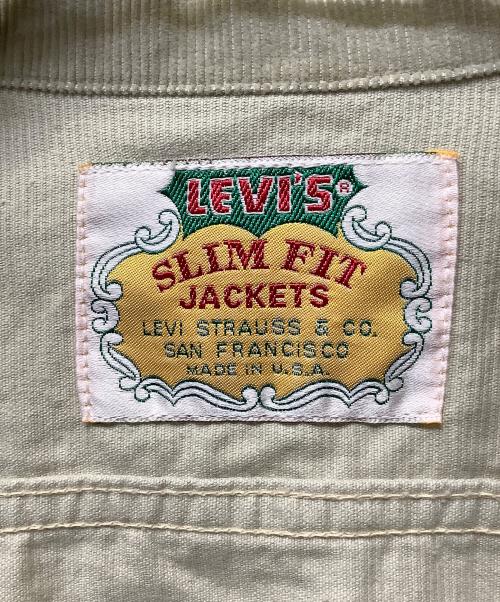 LEVI'S®
SLIM FIT
JACKETS
LEVI STRAUSS & CO.
SAN FRANCISCO
MADE IN U.S.A.